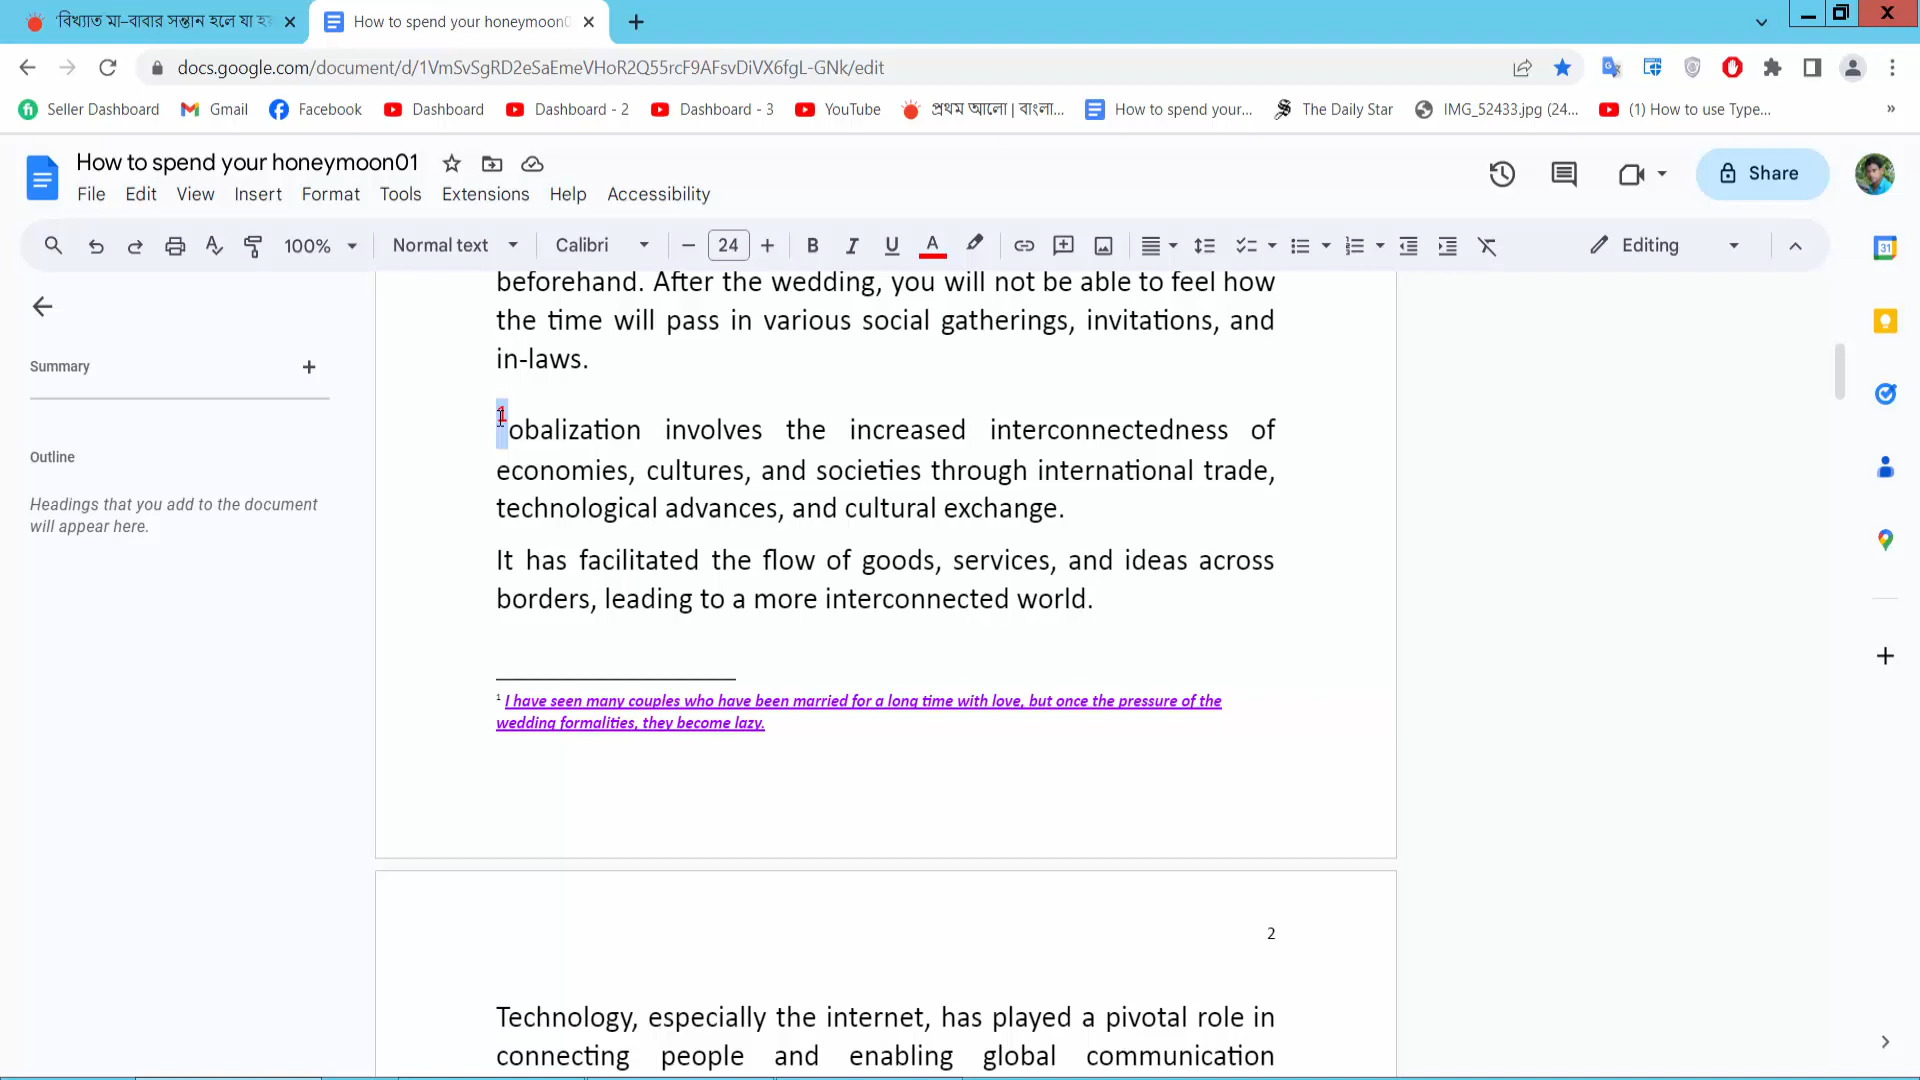 বিখ্যাত মা–বাবার সন্তান হলে যা হয়
How to spend your honeymoon0
docs.google.com/document/d/1VmSvSgRD2eSaEmeVHoR2Q55rcF9AFsvDiVX6fgL-GNk/edit
Seller Dashboard
Gmail
Facebook
Dashboard
Dashboard - 2
Dashboard - 3
YouTube
প্রথম আলো | বাংলা...
How to spend your...
The Daily Star
IMG_52433.jpg (24...
(1) How to use Type...
»
How to spend your honeymoon01
File Edit View Insert Format Tools Extensions Help Accessibility
Share
100%
Normal text
Calibri
24
B I U A
Editing
31
Summary
Outline
Headings that you add to the document
will appear here.
beforehand. After the wedding, you will not be able to feel how
the time will pass in various social gatherings, invitations, and
in-laws.
1obalization involves the increased interconnectedness of
economies, cultures, and societies through international trade,
technological advances, and cultural exchange.
It has facilitated the flow of goods, services, and ideas across
borders, leading to a more interconnected world.
1 I have seen many couples who have been married for a long time with love, but once the pressure of the
wedding formalities, they become lazy.
2
Technology, especially the internet, has played a pivotal role in
connecting people and enabling global communication